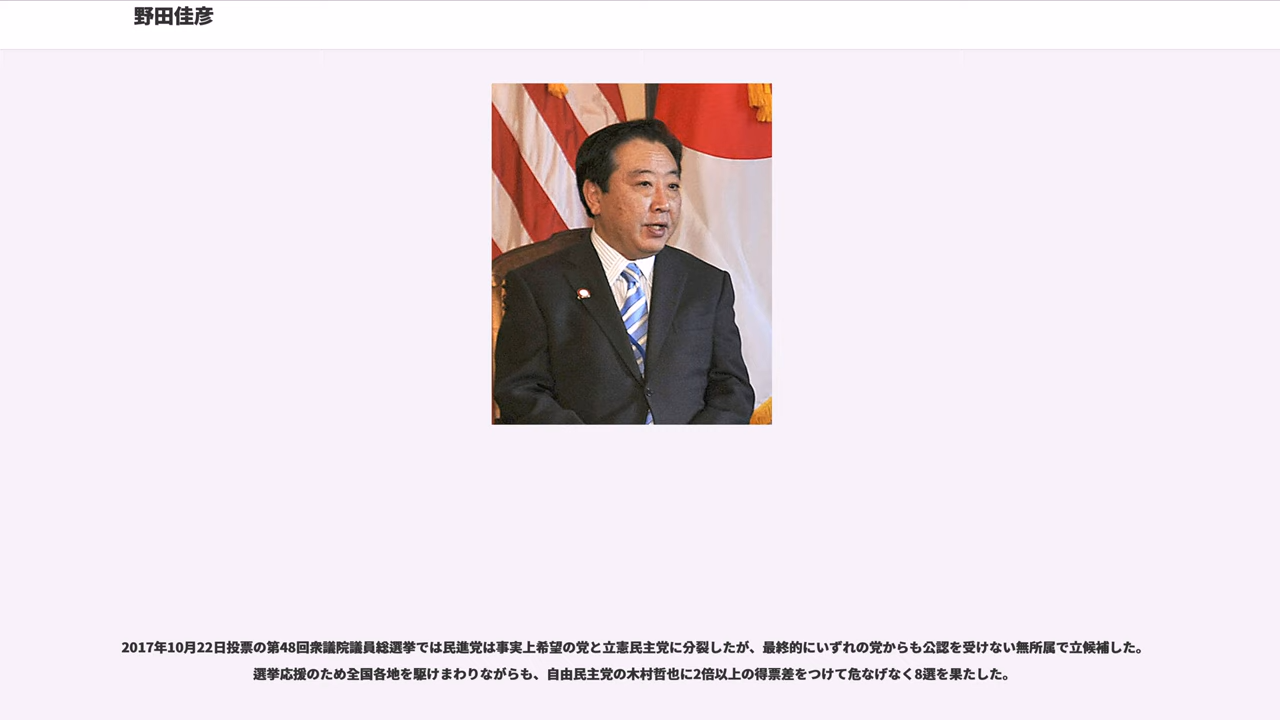 野田佳彦
2017年10月22日投票の第48回衆議院議員総選挙では民進党は事実上希望の党と立憲民主党に分裂したが、最終的にいずれの党からも公認を受けない無所属で立候補した。
選挙応援のため全国各地を駆けまわりながらも、自由民主党の木村哲也に2倍以上の得票差をつけて危なげなく8選を果たした。